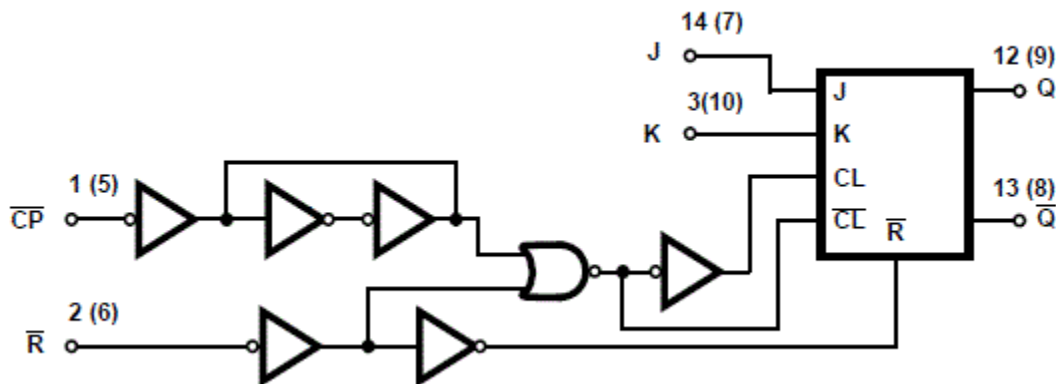 14 (7)
J
3(10)
K
12 (9)
Q
13 (8)
Q̅
J
K
CL
C̅L̅
R̅
1 (5)
C̅P̅
2 (6)
R̅